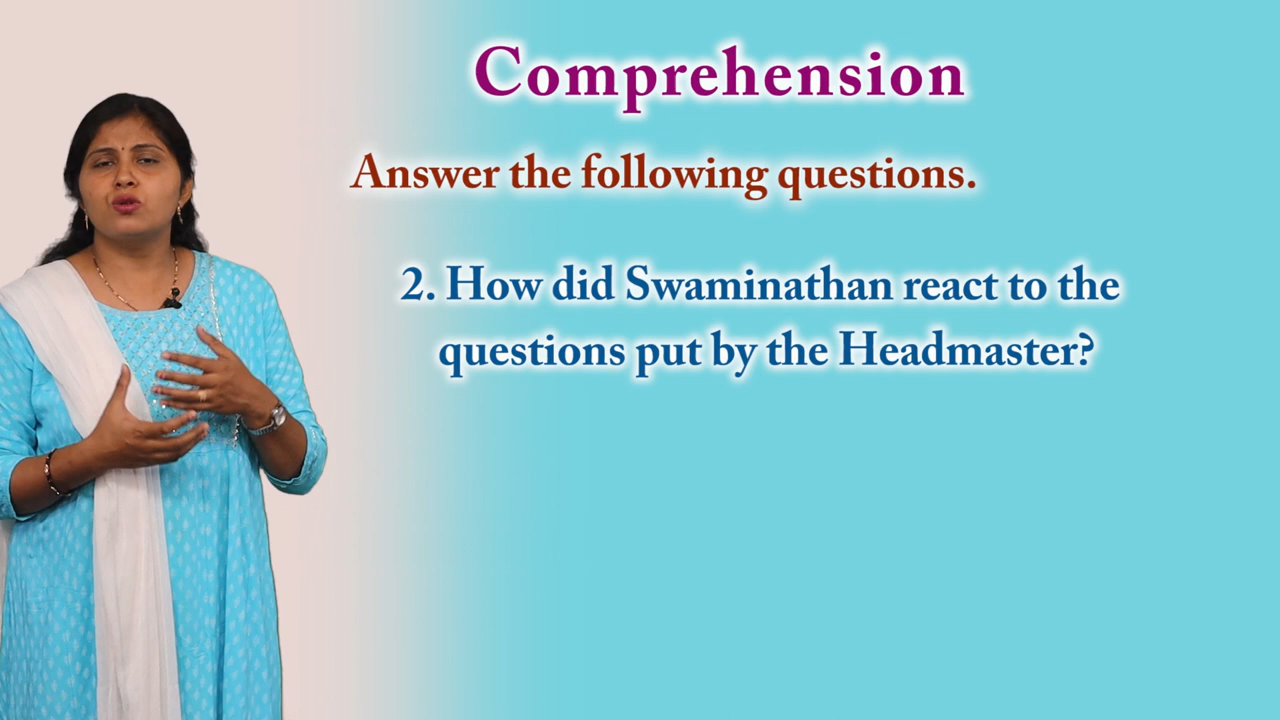 Comprehension
Answer the following questions.
2. How did Swaminathan react to the
questions put by the Headmaster?